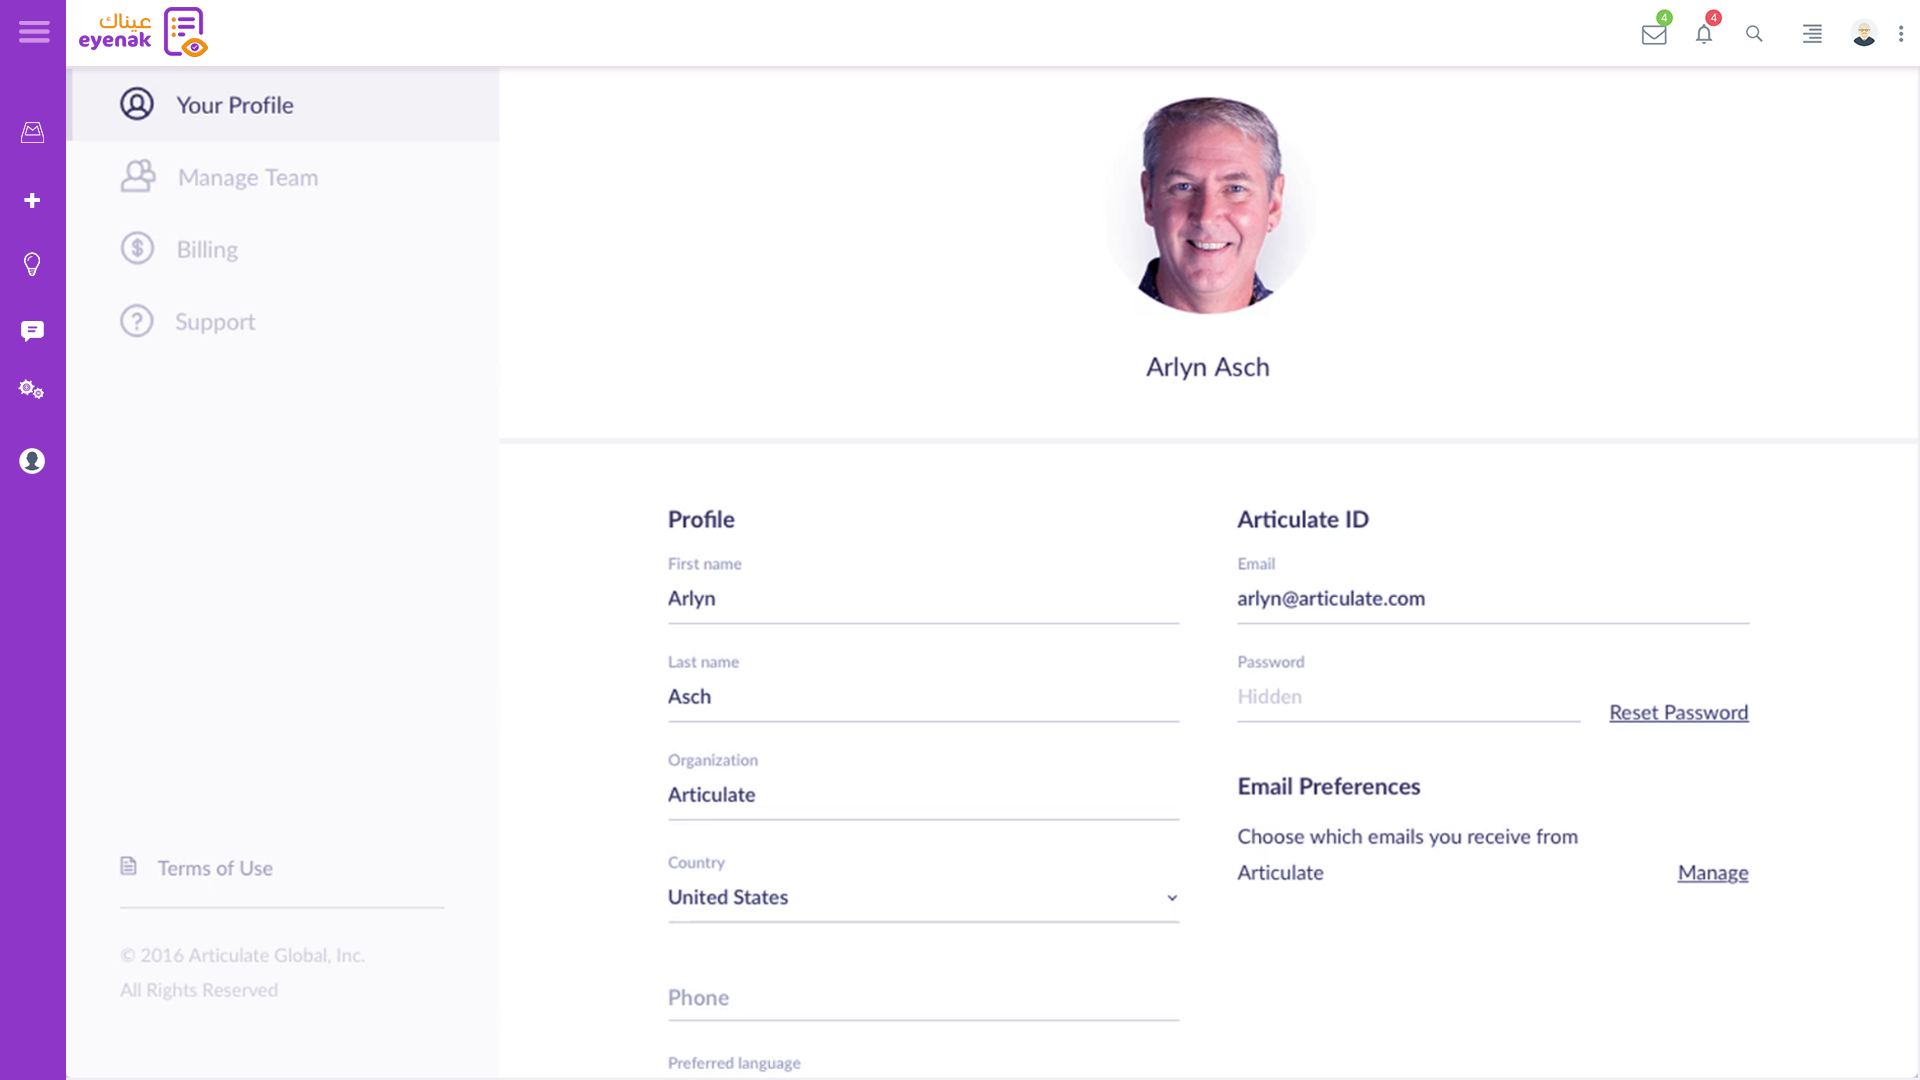 عيناك
eyenak
4
4
Your Profile
Manage Team
Billing
Support
Terms of Use
© 2016 Articulate Global, Inc.
All Rights Reserved
Arlyn Asch
Profile
First name
Arlyn
Last name
Asch
Organization
Articulate
Country
United States
Phone
Preferred language
Articulate ID
Email
arlyn@articulate.com
Password
Hidden
Reset Password
Email Preferences
Choose which emails you receive from
Articulate
Manage